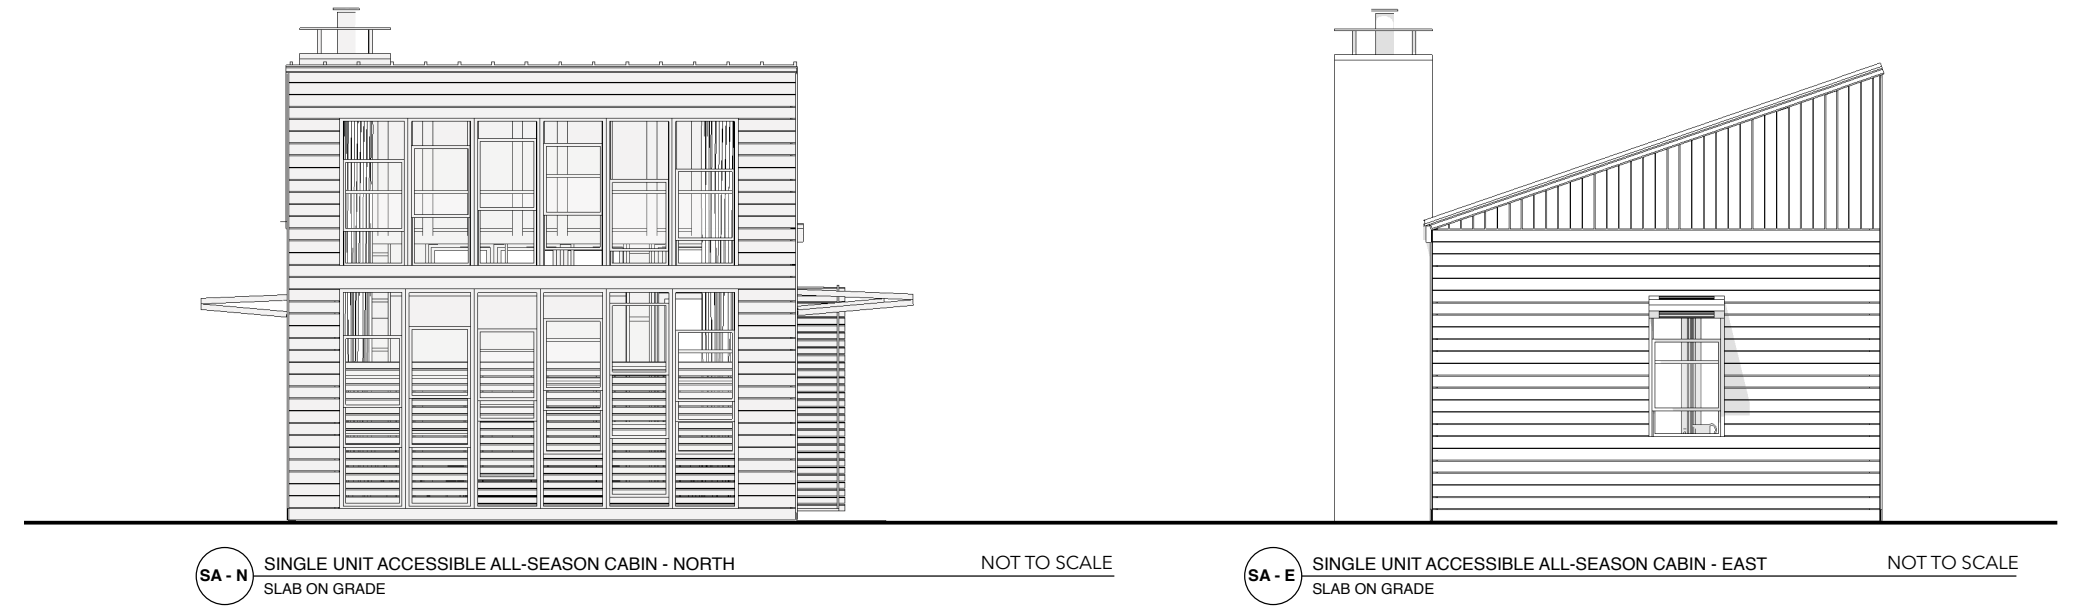 SA - N
SINGLE UNIT ACCESSIBLE ALL-SEASON CABIN - NORTH
NOT TO SCALE
SLAB ON GRADE
SA - E
SINGLE UNIT ACCESSIBLE ALL-SEASON CABIN - EAST
NOT TO SCALE
SLAB ON GRADE